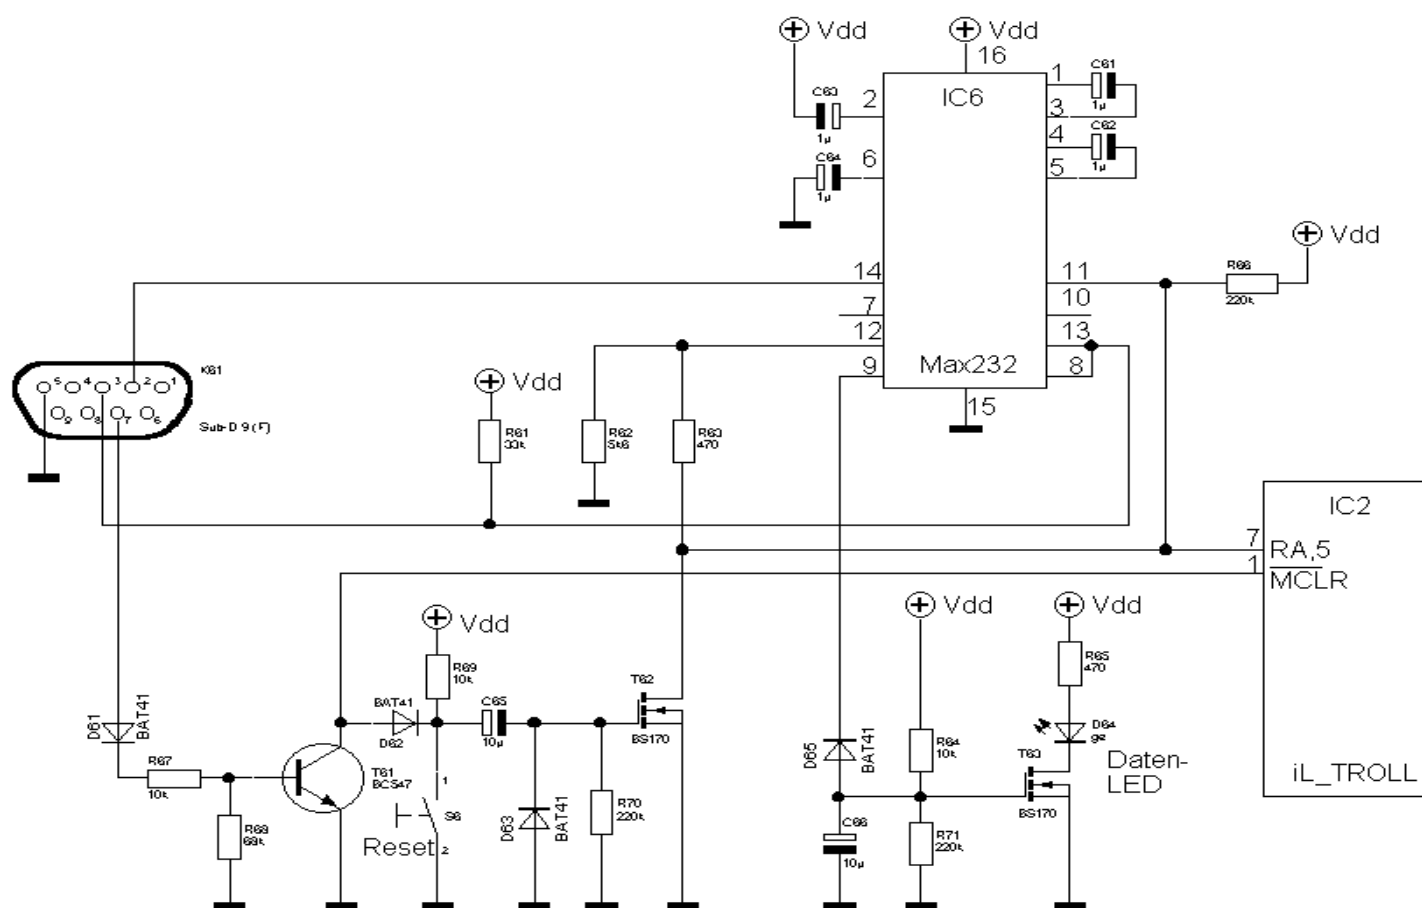 Vdd
Vdd
16
C61
1
IC6
C63
2
3
1µ
1µ
4
C62
C64
6
5
1µ
1µ
Vdd
14
11
R66
220k
7
10
12
13
K61
5 4 3 2 1
9 8 7 6
Sub-D 9 (F)
Vdd
9
Max232
8
15
R61
33k
R62
5k6
R63
470
IC2
7
RA,5
1
MCLR
Vdd
Vdd
Vdd
R69
10k
R65
470
T62
D61
BAT41
BAT41
C65
D62
10µ
BS170
D64
ge
D65
BAT41
R64
10k
T63
Daten-
LED
R67
10k
T61
BC547
1
iL_TROLL
R68
68k
S6
Reset
2
D63
BAT41
R70
220k
BS170
C66
10µ
R71
220k